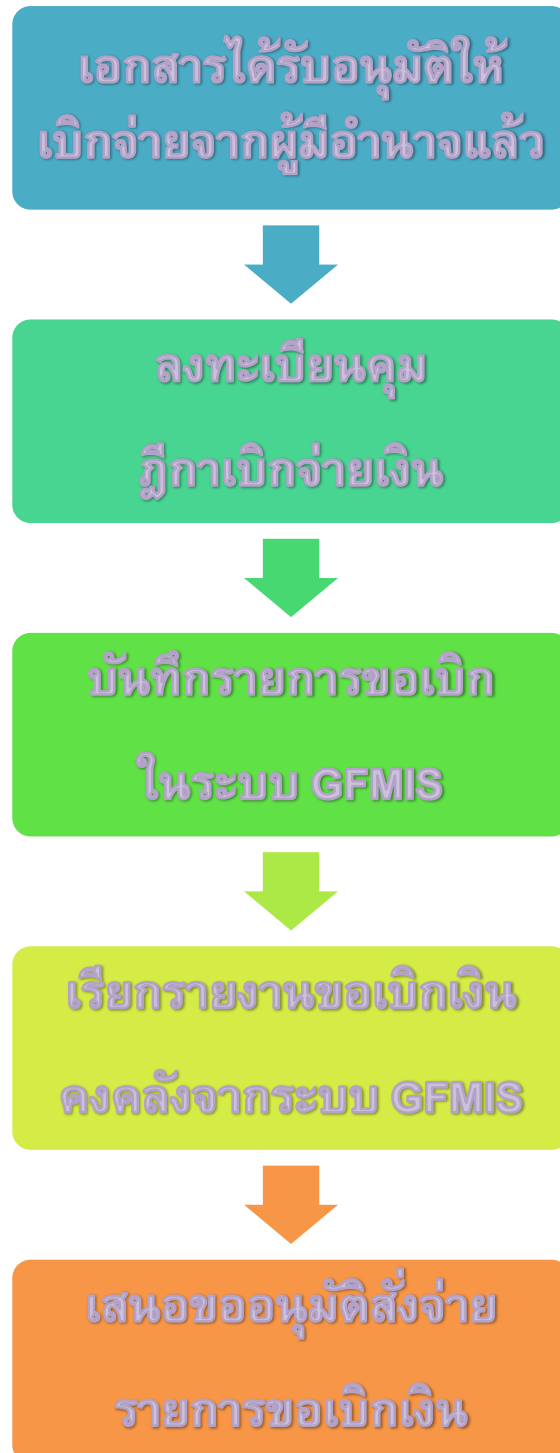 เอกสารได้รับอนุมัติให้
เบิกจ่ายจากผู้มีอำนาจแล้ว
ลงทะเบียนคุม
ฎีกาเบิกจ่ายเงิน
บันทึกรายการขอเบิก
ในระบบ GFMIS
เรียกรายงานขอเบิกเงิน
คงคลังจากระบบ GFMIS
เสนอขออนุมัติสั่งจ่าย
รายการขอเบิกเงิน